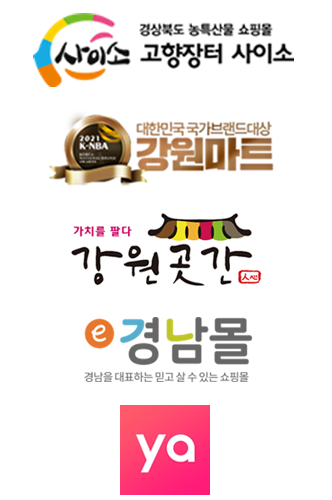 경상북도 농특산물 쇼핑몰
사이소 고향장터 사이소
2021
K-NBA
대한민국 국가브랜드대상
강원마트
가치를 팔다
강원곳간
人心
e경남몰
경남을 대표하는 믿고 살 수 있는 쇼핑몰
ya